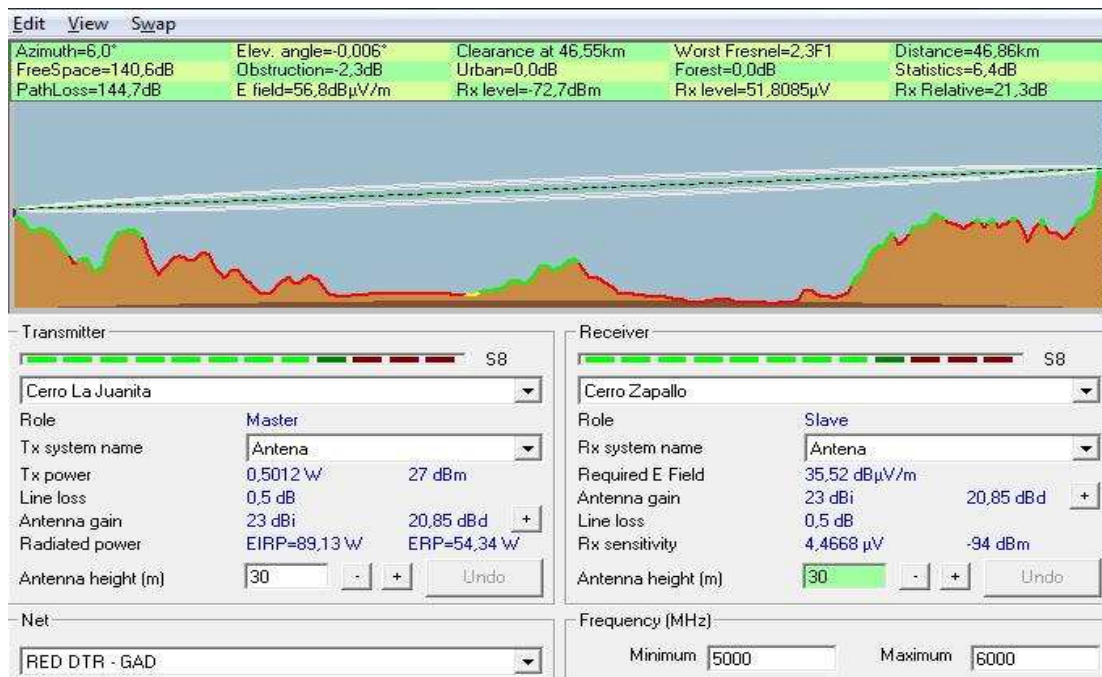 Edit View Swap
Azimuth=6,0° Elev. angle=-0,006° Clearance at 46,55km Worst Fresnel=2,3F1 Distance=46,86km
FreeSpace=140,6dB Obstruction=-2,3dB Urban=0,0dB Forest=0,0dB Statistics=6,4dB
PathLoss=144,7dB E field=56,8dBµV/m Rx level=-72,7dBm Rx level=51,8085µV Rx Relative=21,3dB
Transmitter
S8
Cerro La Juanita
Role Master
Tx system name Antena
Tx power 0,5012 W 27 dBm
Line loss 0,5 dB
Antenna gain 23 dBi 20,85 dBd +
Radiated power EIRP=89,13 W ERP=54,34 W
Antenna height (m) 30 - + Undo
Net
RED DTR - GAD
Receiver
S8
Cerro Zapallo
Role Slave
Rx system name Antena
Required E Field 35,52 dBµV/m
Antenna gain 23 dBi 20,85 dBd +
Line loss 0,5 dB
Rx sensitivity 4,4668 µV -94 dBm
Antenna height (m) 30 - + Undo
Frequency (MHz)
Minimum 5000 Maximum 6000